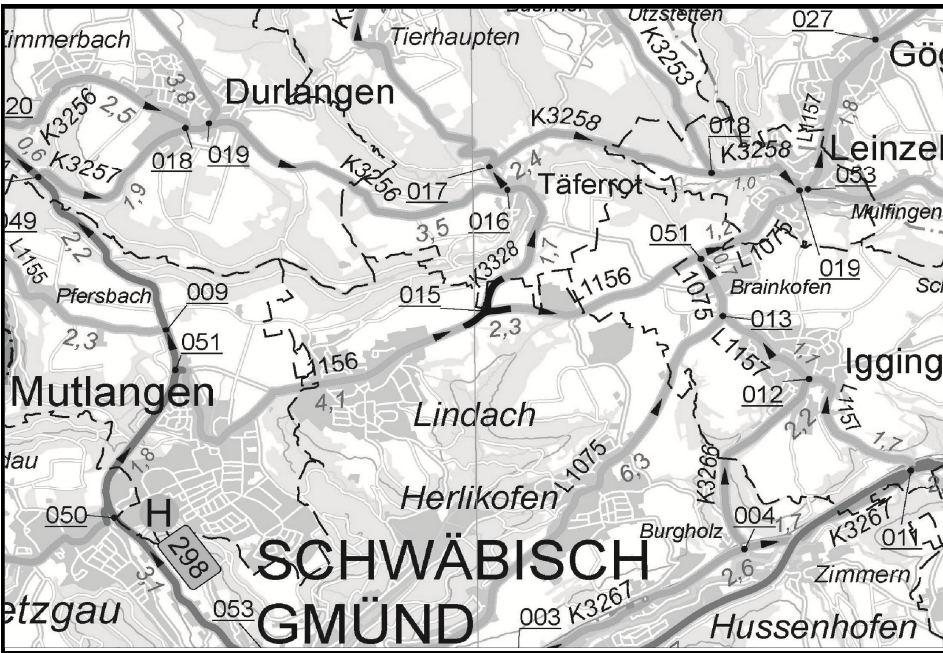 Buchhof
Utzstetten
027
Zimmerbach
Tierhaupten
K3253
Gög
3,8
Durlangen
L1157
1,8
20
K3256
2,5
K3258
018
K3258
Leinzel
0,6
K3257
018
019
K3256
2,4
017
Täferrot
1,0
053
1,9
Mulfingen
049
2,2
3,5
016
051
1,2
L1075
L1155
K3328
1,7
0,7
019
Pfersbach
009
015
L1156
L1075
Brainkofen
2,3
051
2,3
013
L1156
L1157
1,1
Igging
Mutlangen
4,1
Lindach
012
L1157
2,2
1,7
1,8
L1075
6,3
K3266
Herlikofen
050
H
298
Burgholz
004
1,7
K3267
011
3,1
SCHWÄBISCH
2,6
Zimmern
etzgau
053
GMÜND
003
K3267
Hussenhofen